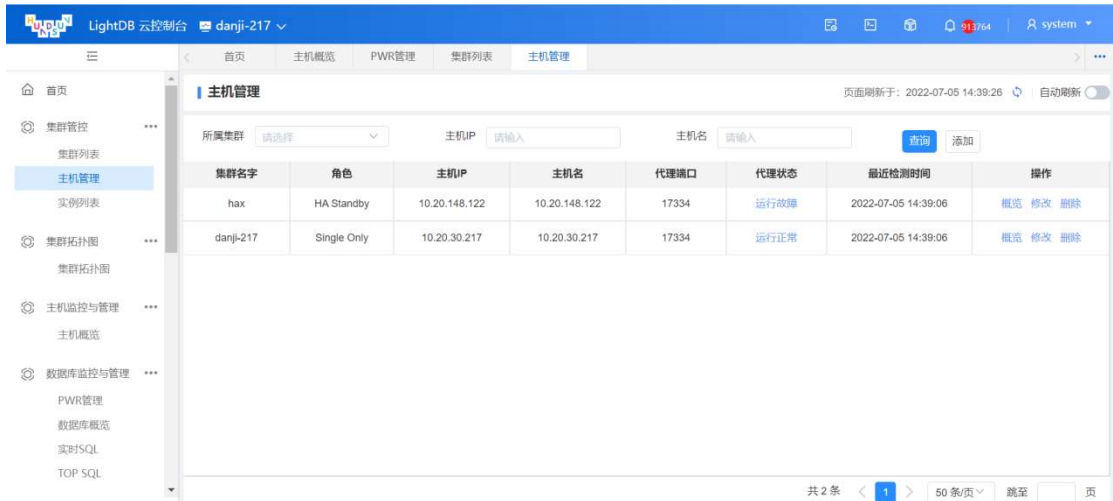 HUNDSUN LightDB 云控制台 danji-217 system
首页 主机概览 PWR管理 集群列表 主机管理
首页
集群管控
集群列表
主机管理
实例列表
集群拓扑图
集群拓扑图
主机监控与管理
主机概览
数据库监控与管理
PWR管理
数据库概览
实时SQL
TOP SQL
主机管理 页面刷新于：2022-07-05 14:39:26 自动刷新
所属集群 请选择 主机IP 请输入 主机名 请输入 查询 添加
集群名字 角色 主机IP 主机名 代理端口 代理状态 最近检测时间 操作
hax HA Standby 10.20.148.122 10.20.148.122 17334 运行故障 2022-07-05 14:39:06 概览 修改 删除
danji-217 Single Only 10.20.30.217 10.20.30.217 17334 运行正常 2022-07-05 14:39:06 概览 修改 删除
共 2 条 1 50 条/页 跳至 页